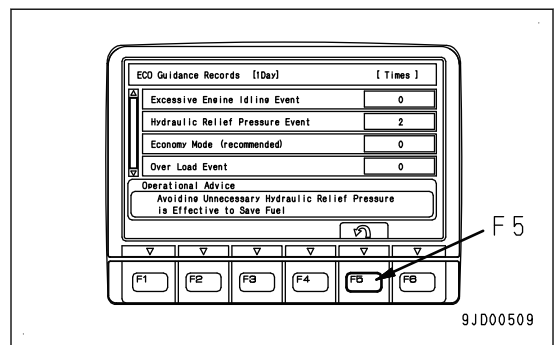 ECO Guidance Records [1Day] [ Times ]
Excessive Engine Idling Event 0
Hydraulic Relief Pressure Event 2
Economy Mode (recommended) 0
Over Load Event 0
Operational Advice
Avoiding Unnecessary Hydraulic Relief Pressure
is Effective to Save Fuel
F5
F1 F2 F3 F4 F5 F6
9JD00509